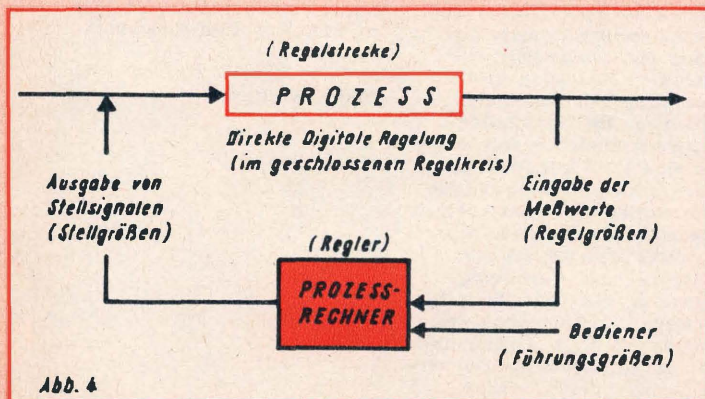 (Regelstrecke)
PROZESS
Direkte Digitale Regelung
(im geschlossenen Regelkreis)
Ausgabe von
Stellsignalen
(Stellgrößen)
Eingabe der
Meßwerte
(Regelgrößen)
(Regler)
PROZESS-
RECHNER
Bediener
(Führungsgrößen)
Abb. 4